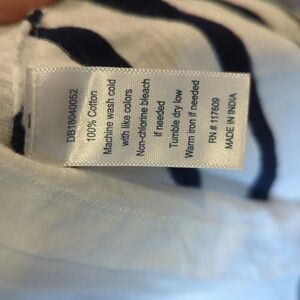 DB18040052
100% Cotton
Machine wash cold
with like colors
Non-chlorine bleach
if needed
Tumble dry low
Warm iron if needed
RN # 117609
MADE IN INDIA